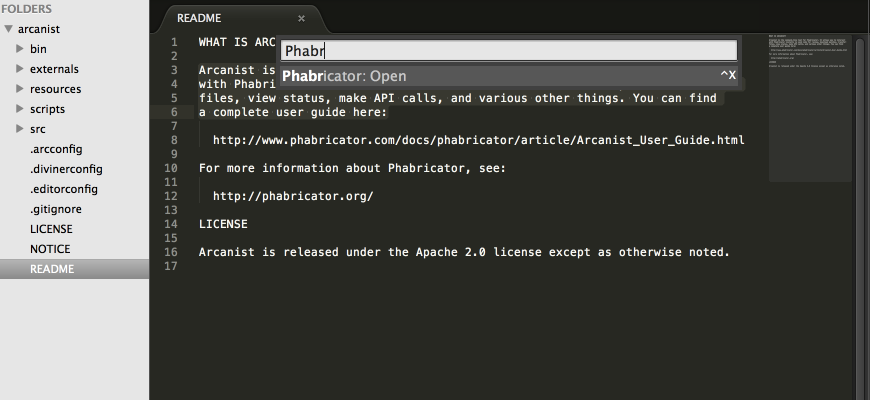 FOLDERS
arcanist
bin
externals
resources
scripts
src
.arcconfig
.divinerconfig
.editorconfig
.gitignore
LICENSE
NOTICE
README
README ×
Phabr
Phabricator: Open ^X
1 WHAT IS ARC
2
3 Arcanist is
4 with Phabri
5 files, view status, make API calls, and various other things. You can find
6 a complete user guide here:
7
8 http://www.phabricator.com/docs/phabricator/article/Arcanist_User_Guide.html
9
10 For more information about Phabricator, see:
11
12 http://phabricator.org/
13
14 LICENSE
15
16 Arcanist is released under the Apache 2.0 license except as otherwise noted.
17